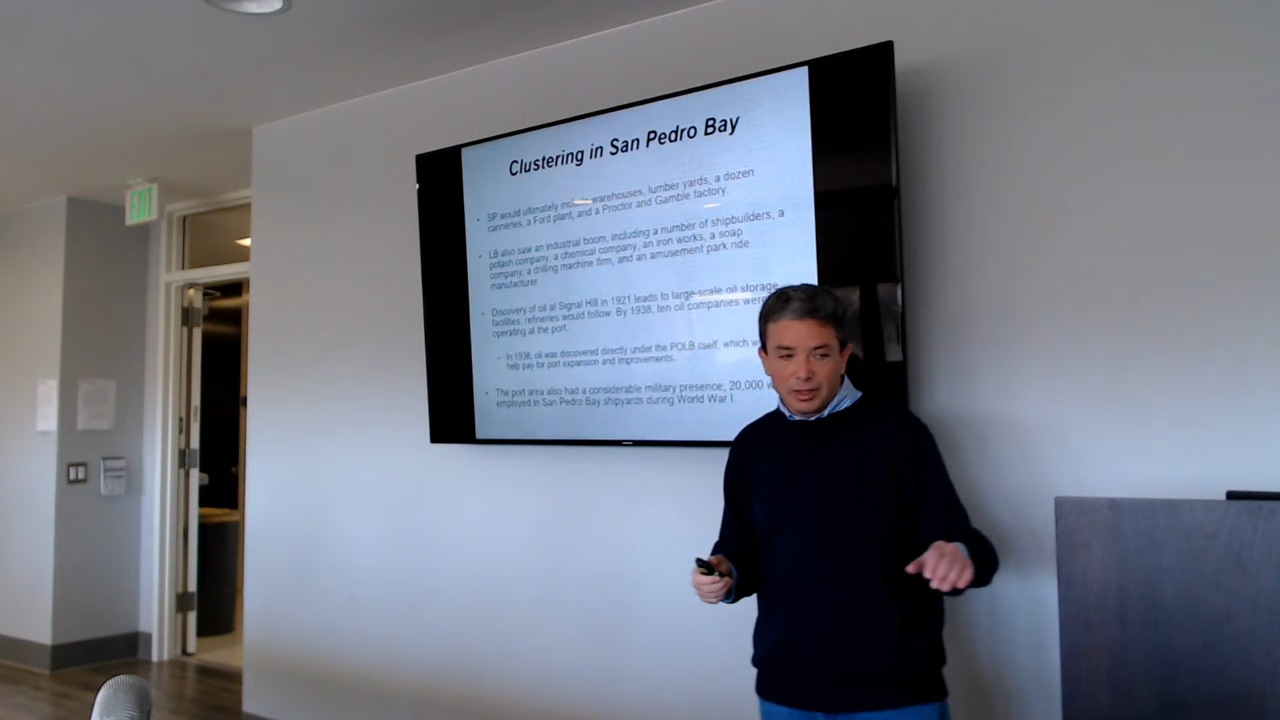 Clustering in San Pedro Bay
• SP would ultimately include warehouses, lumber yards, a dozen
canneries, a Ford plant, and a Proctor and Gamble factory.
• LB also saw an industrial boom, including a number of shipbuilders, a
potash company, a chemical company, an iron works, a soap
company, a drilling machine firm, and an amusement park ride
manufacturer
• Discovery of oil at Signal Hill in 1921 leads to large-scale oil storage
facilities; refineries would follow. By 1938, ten oil companies were
operating at the port.
– In 1938, oil was discovered directly under the POLB itself, which
help pay for port expansion and improvements.
• The port area also had a considerable military presence; 20,000
employed in San Pedro Bay shipyards during World War I.
EXIT